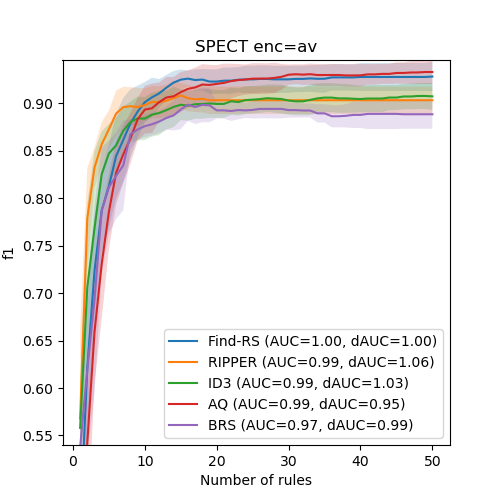 SPECT enc=av
f1
0.90
0.85
0.80
0.75
0.70
0.65
0.60
0.55
Find-RS (AUC=1.00, dAUC=1.00)
RIPPER (AUC=0.99, dAUC=1.06)
ID3 (AUC=0.99, dAUC=1.03)
AQ (AUC=0.99, dAUC=0.95)
BRS (AUC=0.97, dAUC=0.99)
0 10 20 30 40 50
Number of rules